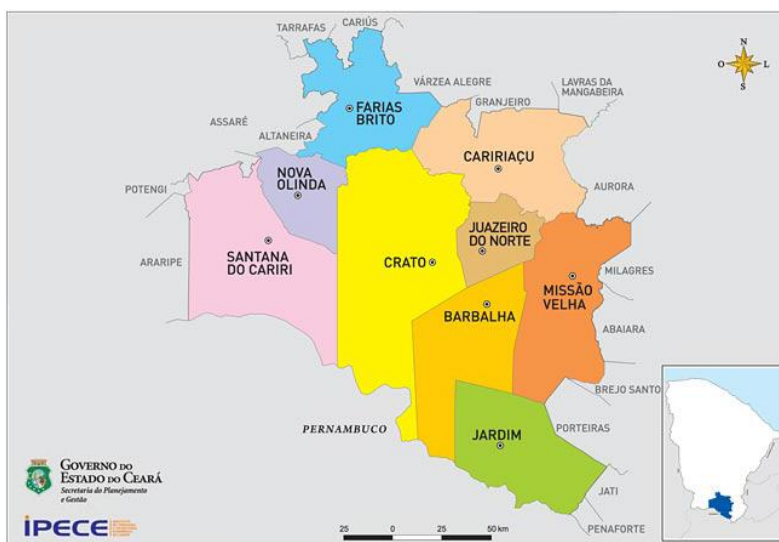 TARRAFAS
CARIÚS
N
O
L
S
VÁRZEA ALEGRE
LAVRAS DA
MANGABEIRA
GRANJEIRO
FARIAS
BRITO
ASSARÉ
ALTANEIRA
CARIRIAÇU
NOVA
OLINDA
POTENGI
AURORA
JUAZEIRO
DO NORTE
SANTANA
DO CARIRI
ARARIPE
CRATO
MISSÃO
VELHA
MILAGRES
BARBALHA
ABAIARA
BREJO SANTO
PERNAMBUCO
JARDIM
PORTEIRAS
JATI
PENAFORTE
GOVERNO DO
ESTADO DO CEARÁ
Secretaria do Planejamento
e Gestão
IPECE
25 0 25 50 km